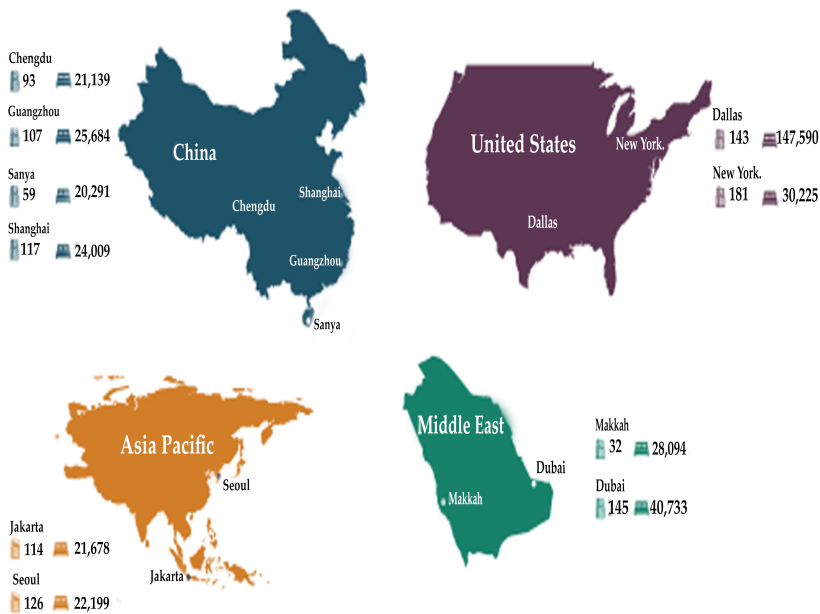 Chengdu
93 21,139
Guangzhou
107 25,684
Sanya
59 20,291
Shanghai
117 24,009
China
Shanghai
Chengdu
Guangzhou
Sanya
United States
New York.
Dallas
Dallas
143 147,590
New York.
181 30,225
Asia Pacific
Seoul
Jakarta
Jakarta
114 21,678
Seoul
126 22,199
Middle East
Dubai
Makkah
Makkah
32 28,094
Dubai
145 40,733